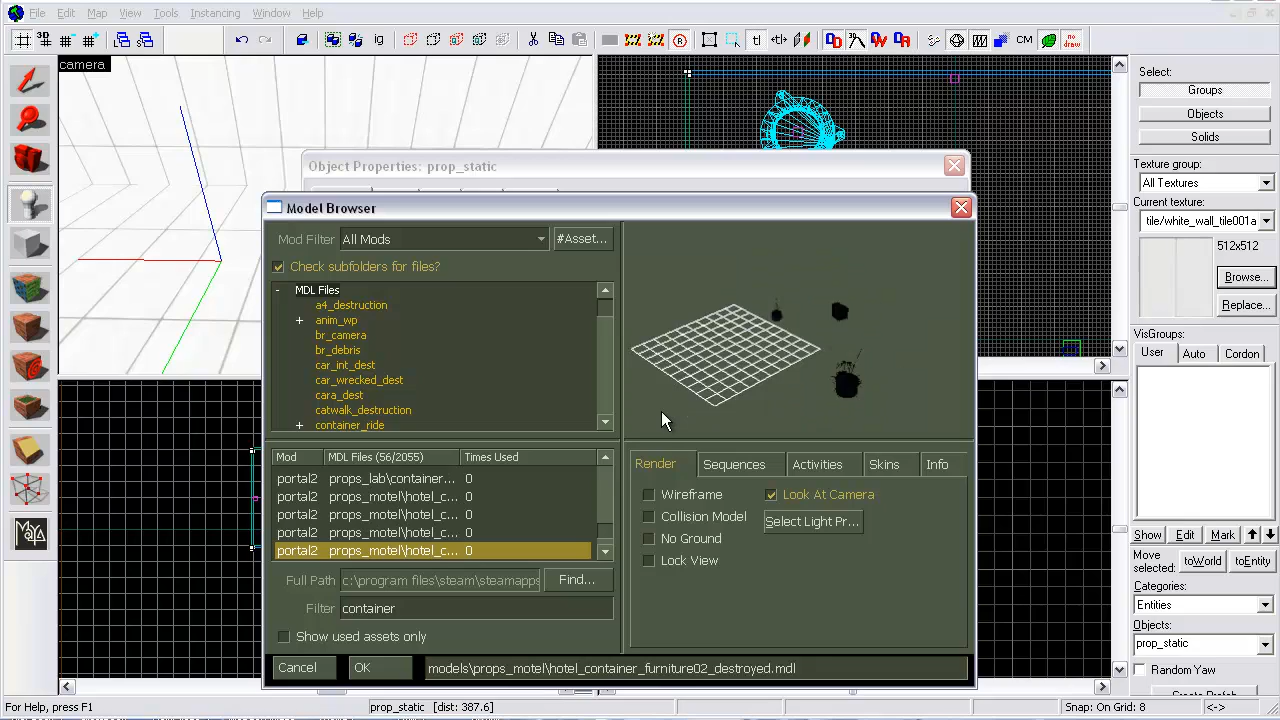 File Edit Map View Tools Instancing Window Help
CM no draw
camera
Select:
Groups
Objects
Solids
Texture group:
All Textures
Current texture:
tile/white_wall_tile001a
512x512
Browse...
Replace...
VisGroups:
User Auto Cordon
Show Edit Mark
Move selected: toWorld toEntity
Categories:
Entities
Objects:
prop_static
Random Yaw
Object Properties: prop_static
Model Browser
Mod Filter All Mods #Asset...
Check subfolders for files?
MDL Files
a4_destruction
anim_wp
br_camera
br_debris
car_int_dest
car_wrecked_dest
cara_dest
catwalk_destruction
container_ride
Mod MDL Files (56/2055) Times Used
portal2 props_lab\container... 0
portal2 props_motel\hotel_c... 0
portal2 props_motel\hotel_c... 0
portal2 props_motel\hotel_c... 0
portal2 props_motel\hotel_c... 0
Full Path c:\program files\steam\steamapps Find...
Filter container
Show used assets only
Render Sequences Activities Skins Info
Wireframe Look At Camera
Collision Model Select Light Pr...
No Ground
Lock View
Cancel OK models\props_motel\hotel_container_furniture02_destroyed.mdl
For Help, press F1 prop_static [dist: 387.6] Snap: On Grid: 8 <->